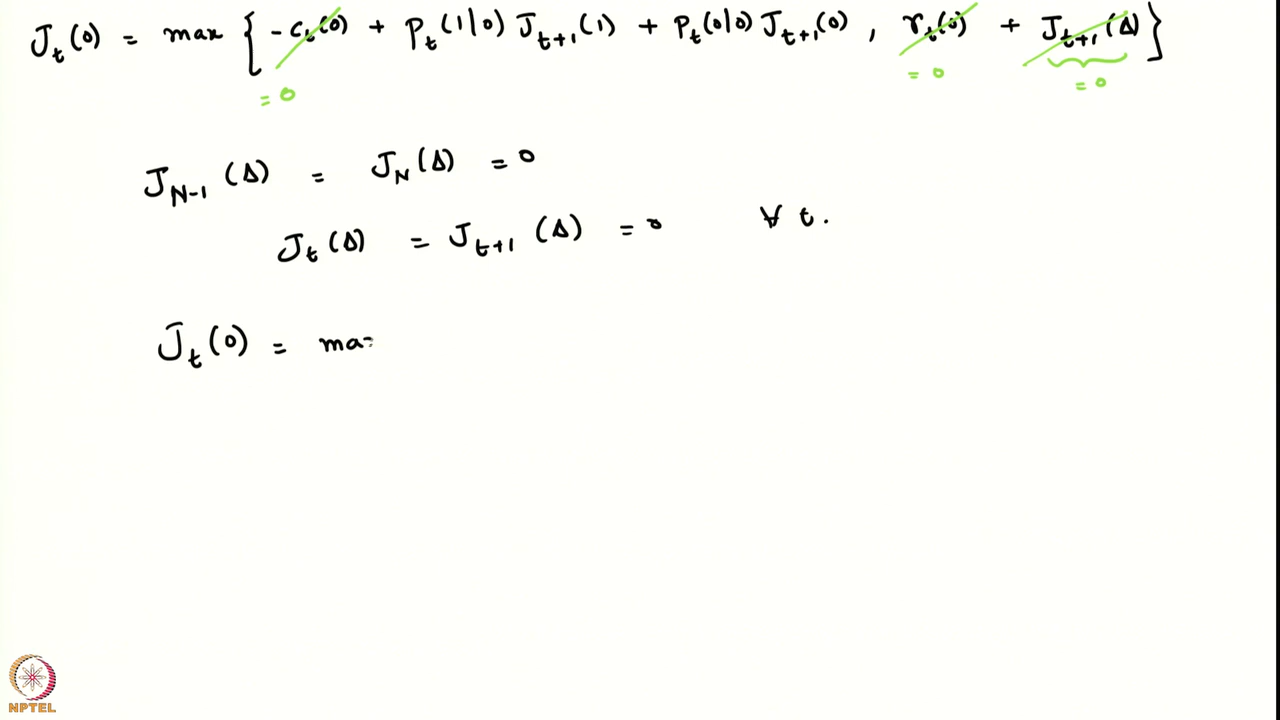 J_t(0) = max { -c_t(0) + P_t(1|0) J_{t+1}(1) + P_t(0|0) J_{t+1}(0) , r_t(0) + J_{t+1}(Δ) }
= 0 = 0 = 0
J_{N-1}(Δ) = J_N(Δ) = 0
J_t(Δ) = J_{t+1}(Δ) = 0 ∀ t.
J_t(0) = ma
NPTEL